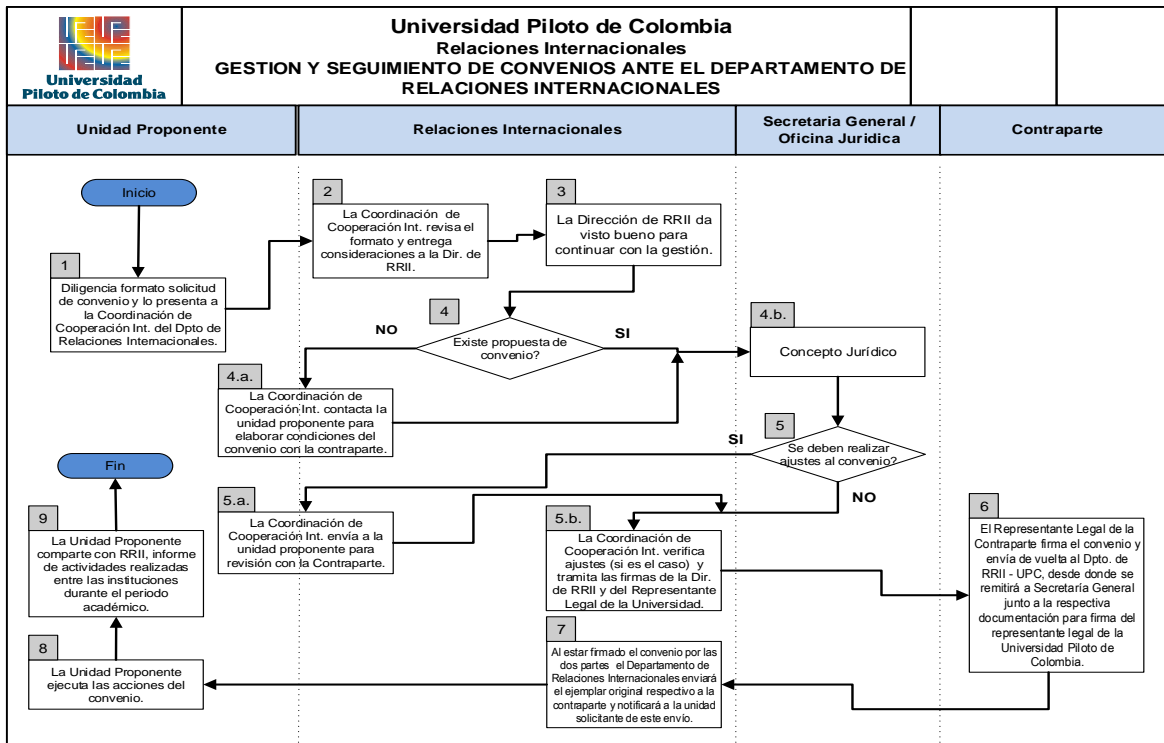 Universidad
Piloto de Colombia
Universidad Piloto de Colombia
Relaciones Internacionales
GESTION Y SEGUIMIENTO DE CONVENIOS ANTE EL DEPARTAMENTO DE
RELACIONES INTERNACIONALES
Unidad Proponente
Relaciones Internacionales
Secretaria General /
Oficina Juridica
Contraparte
Inicio
1
Diligencia formato solicitud
de convenio y lo presenta a
la Coordinación de
Cooperación Int. del Dpto de
Relaciones Internacionales.
2
La Coordinación de
Cooperación Int. revisa el
formato y entrega
consideraciones a la Dir. de
RRII.
3
La Dirección de RRII da
visto bueno para
continuar con la gestión.
4
Existe propuesta de
convenio?
NO
SI
4.a.
La Coordinación de
Cooperación Int. contacta la
unidad proponente para
elaborar condiciones del
convenio con la contraparte.
4.b.
Concepto Jurídico
5
Se deben realizar
ajustes al convenio?
SI
NO
5.a.
La Coordinación de
Cooperación Int. envía a la
unidad proponente para
revisión con la Contraparte.
5.b.
La Coordinación de
Cooperación Int. verifica
ajustes (si es el caso) y
tramita las firmas de la Dir.
de RRII y del Representante
Legal de la Universidad.
6
El Representante Legal de la
Contraparte firma el convenio y
envía de vuelta al Dpto. de
RRII - UPC, desde donde se
remitirá a Secretaría General
junto a la respectiva
documentación para firma del
representante legal de la
Universidad Piloto de
Colombia.
7
Al estar firmado el convenio por las
dos partes el Departamento de
Relaciones Internacionales enviará
el ejemplar original respectivo a la
contraparte y notificará a la unidad
solicitante de este envío.
8
La Unidad Proponente
ejecuta las acciones del
convenio.
9
La Unidad Proponente
comparte con RRII, informe
de actividades realizadas
entre las instituciones
durante el periodo
académico.
Fin